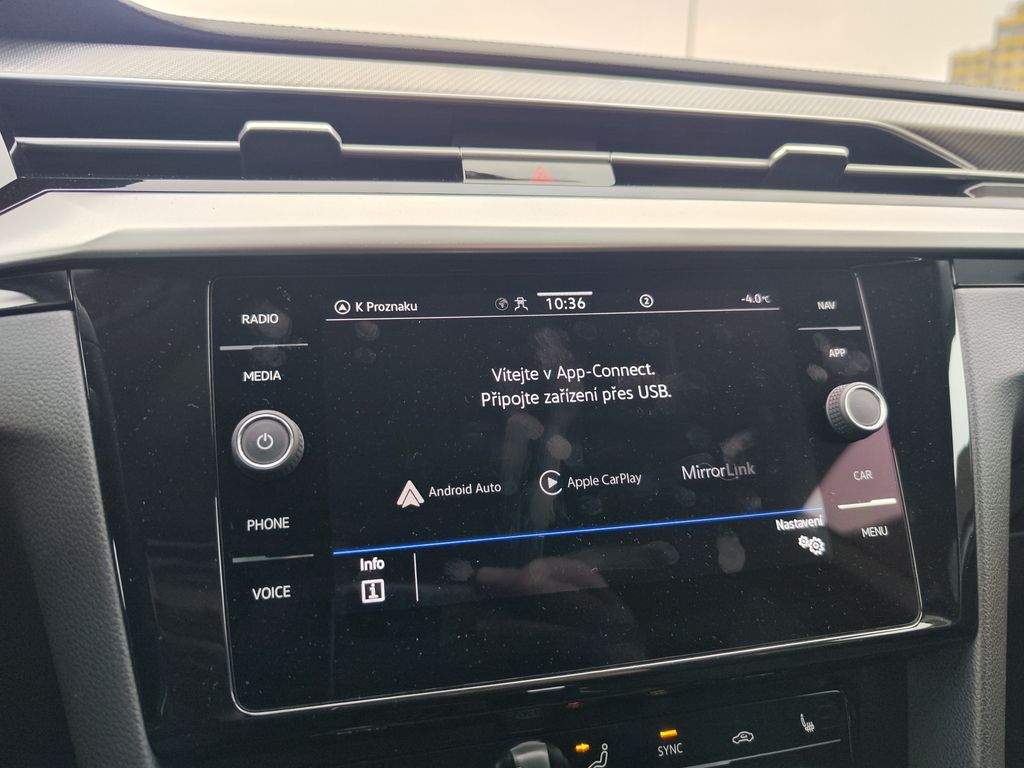 K Proznaku
10:36
2
-4.0°C
RADIO
MEDIA
PHONE
VOICE
NAV
APP
CAR
MENU
Vítejte v App-Connect.
Připojte zařízení přes USB.
Android Auto
Apple CarPlay
MirrorLink
Info
i
Nastavení
SYNC